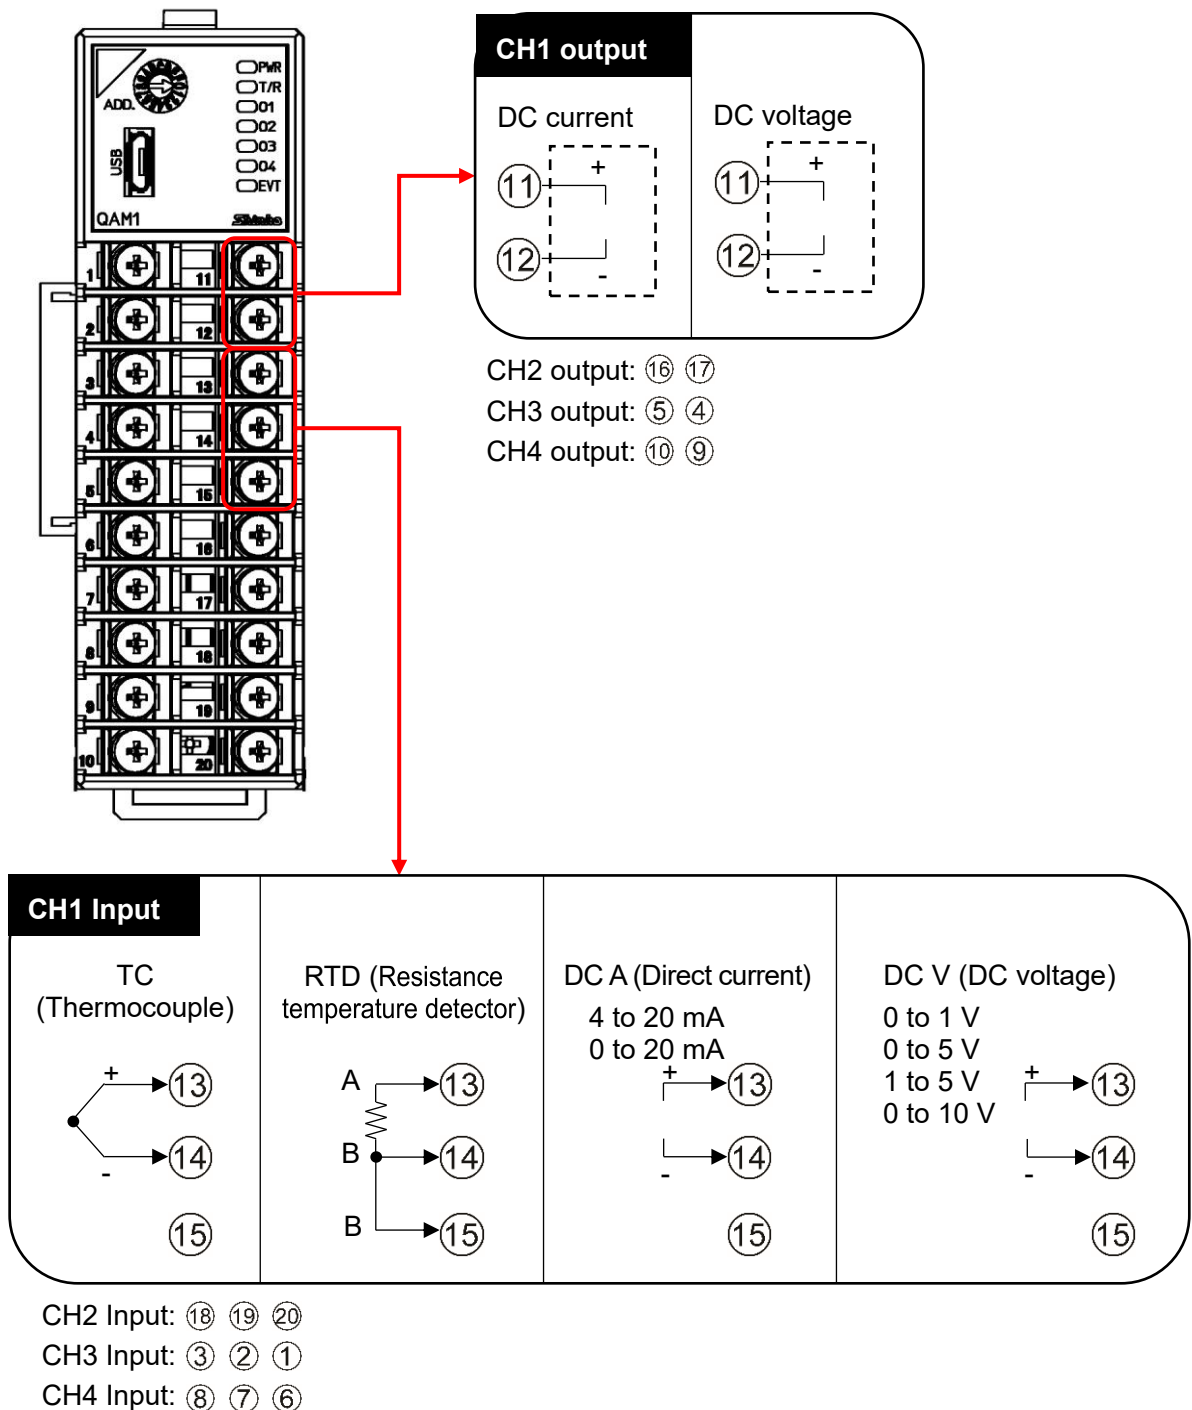 ADD.
USB
PWR
T/R
O1
O2
O3
O4
EVT
QAM1
Shinko
1 11
2 12
3 13
4 14
5 15
6 16
7 17
8 18
9 19
10 20
CH1 output
DC current
+
11
12
-
DC voltage
+
11
12
-
CH2 output: 16 17
CH3 output: 5 4
CH4 output: 10 9
CH1 Input
TC
(Thermocouple)
+
13
14
-
15
RTD (Resistance
temperature detector)
A 13
B 14
B 15
DC A (Direct current)
4 to 20 mA
0 to 20 mA
+
13
14
-
15
DC V (DC voltage)
0 to 1 V
0 to 5 V
1 to 5 V
0 to 10 V
+
13
14
-
15
CH2 Input: 18 19 20
CH3 Input: 3 2 1
CH4 Input: 8 7 6